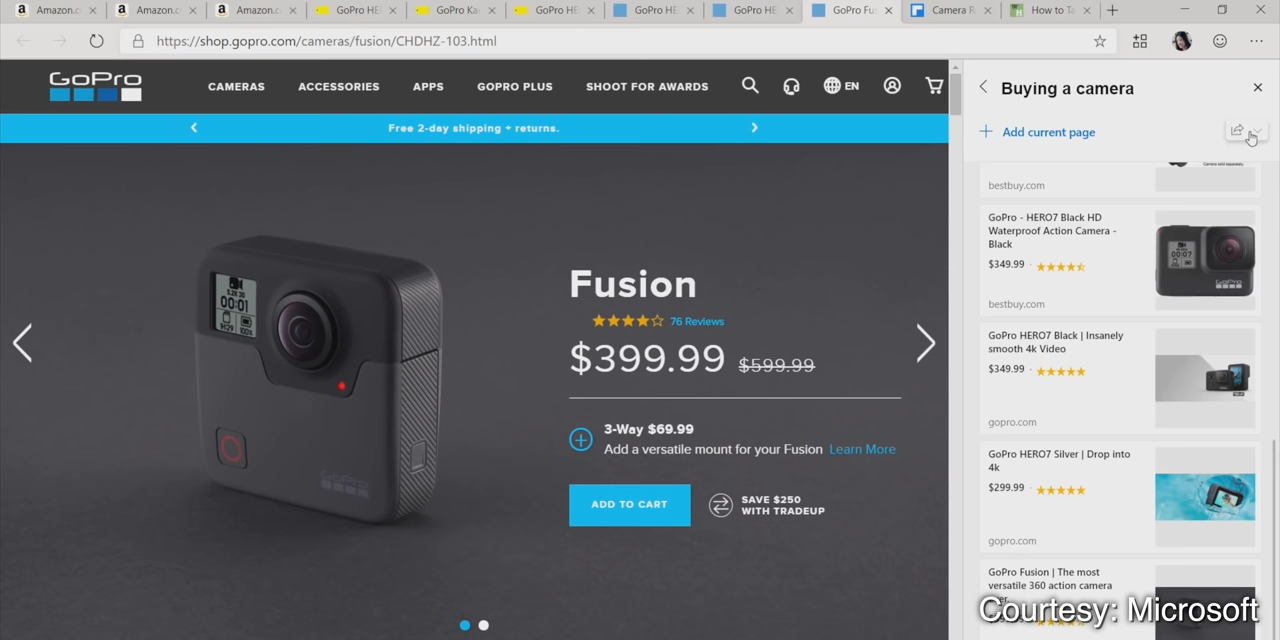 Amazon.c
Amazon.c
Amazon.c
GoPro HE
GoPro Ka
GoPro HE
GoPro HE
GoPro HE
GoPro Fu
Camera R
How to Ta
https://shop.gopro.com/cameras/fusion/CHDHZ-103.html
GoPro
CAMERAS
ACCESSORIES
APPS
GOPRO PLUS
SHOOT FOR AWARDS
EN
Free 2-day shipping + returns.
Fusion
76 Reviews
$399.99 $599.99
3-Way $69.99
Add a versatile mount for your Fusion Learn More
ADD TO CART
SAVE $250
WITH TRADEUP
00:01
GoPro
Buying a camera
Add current page
bestbuy.com
GoPro - HERO7 Black HD
Waterproof Action Camera -
Black
$349.99
bestbuy.com
GoPro HERO7 Black | Insanely
smooth 4k Video
$349.99
gopro.com
GoPro HERO7 Silver | Drop into
4k
$299.99
gopro.com
GoPro Fusion | The most
versatile 360 action camera
Courtesy: Microsoft